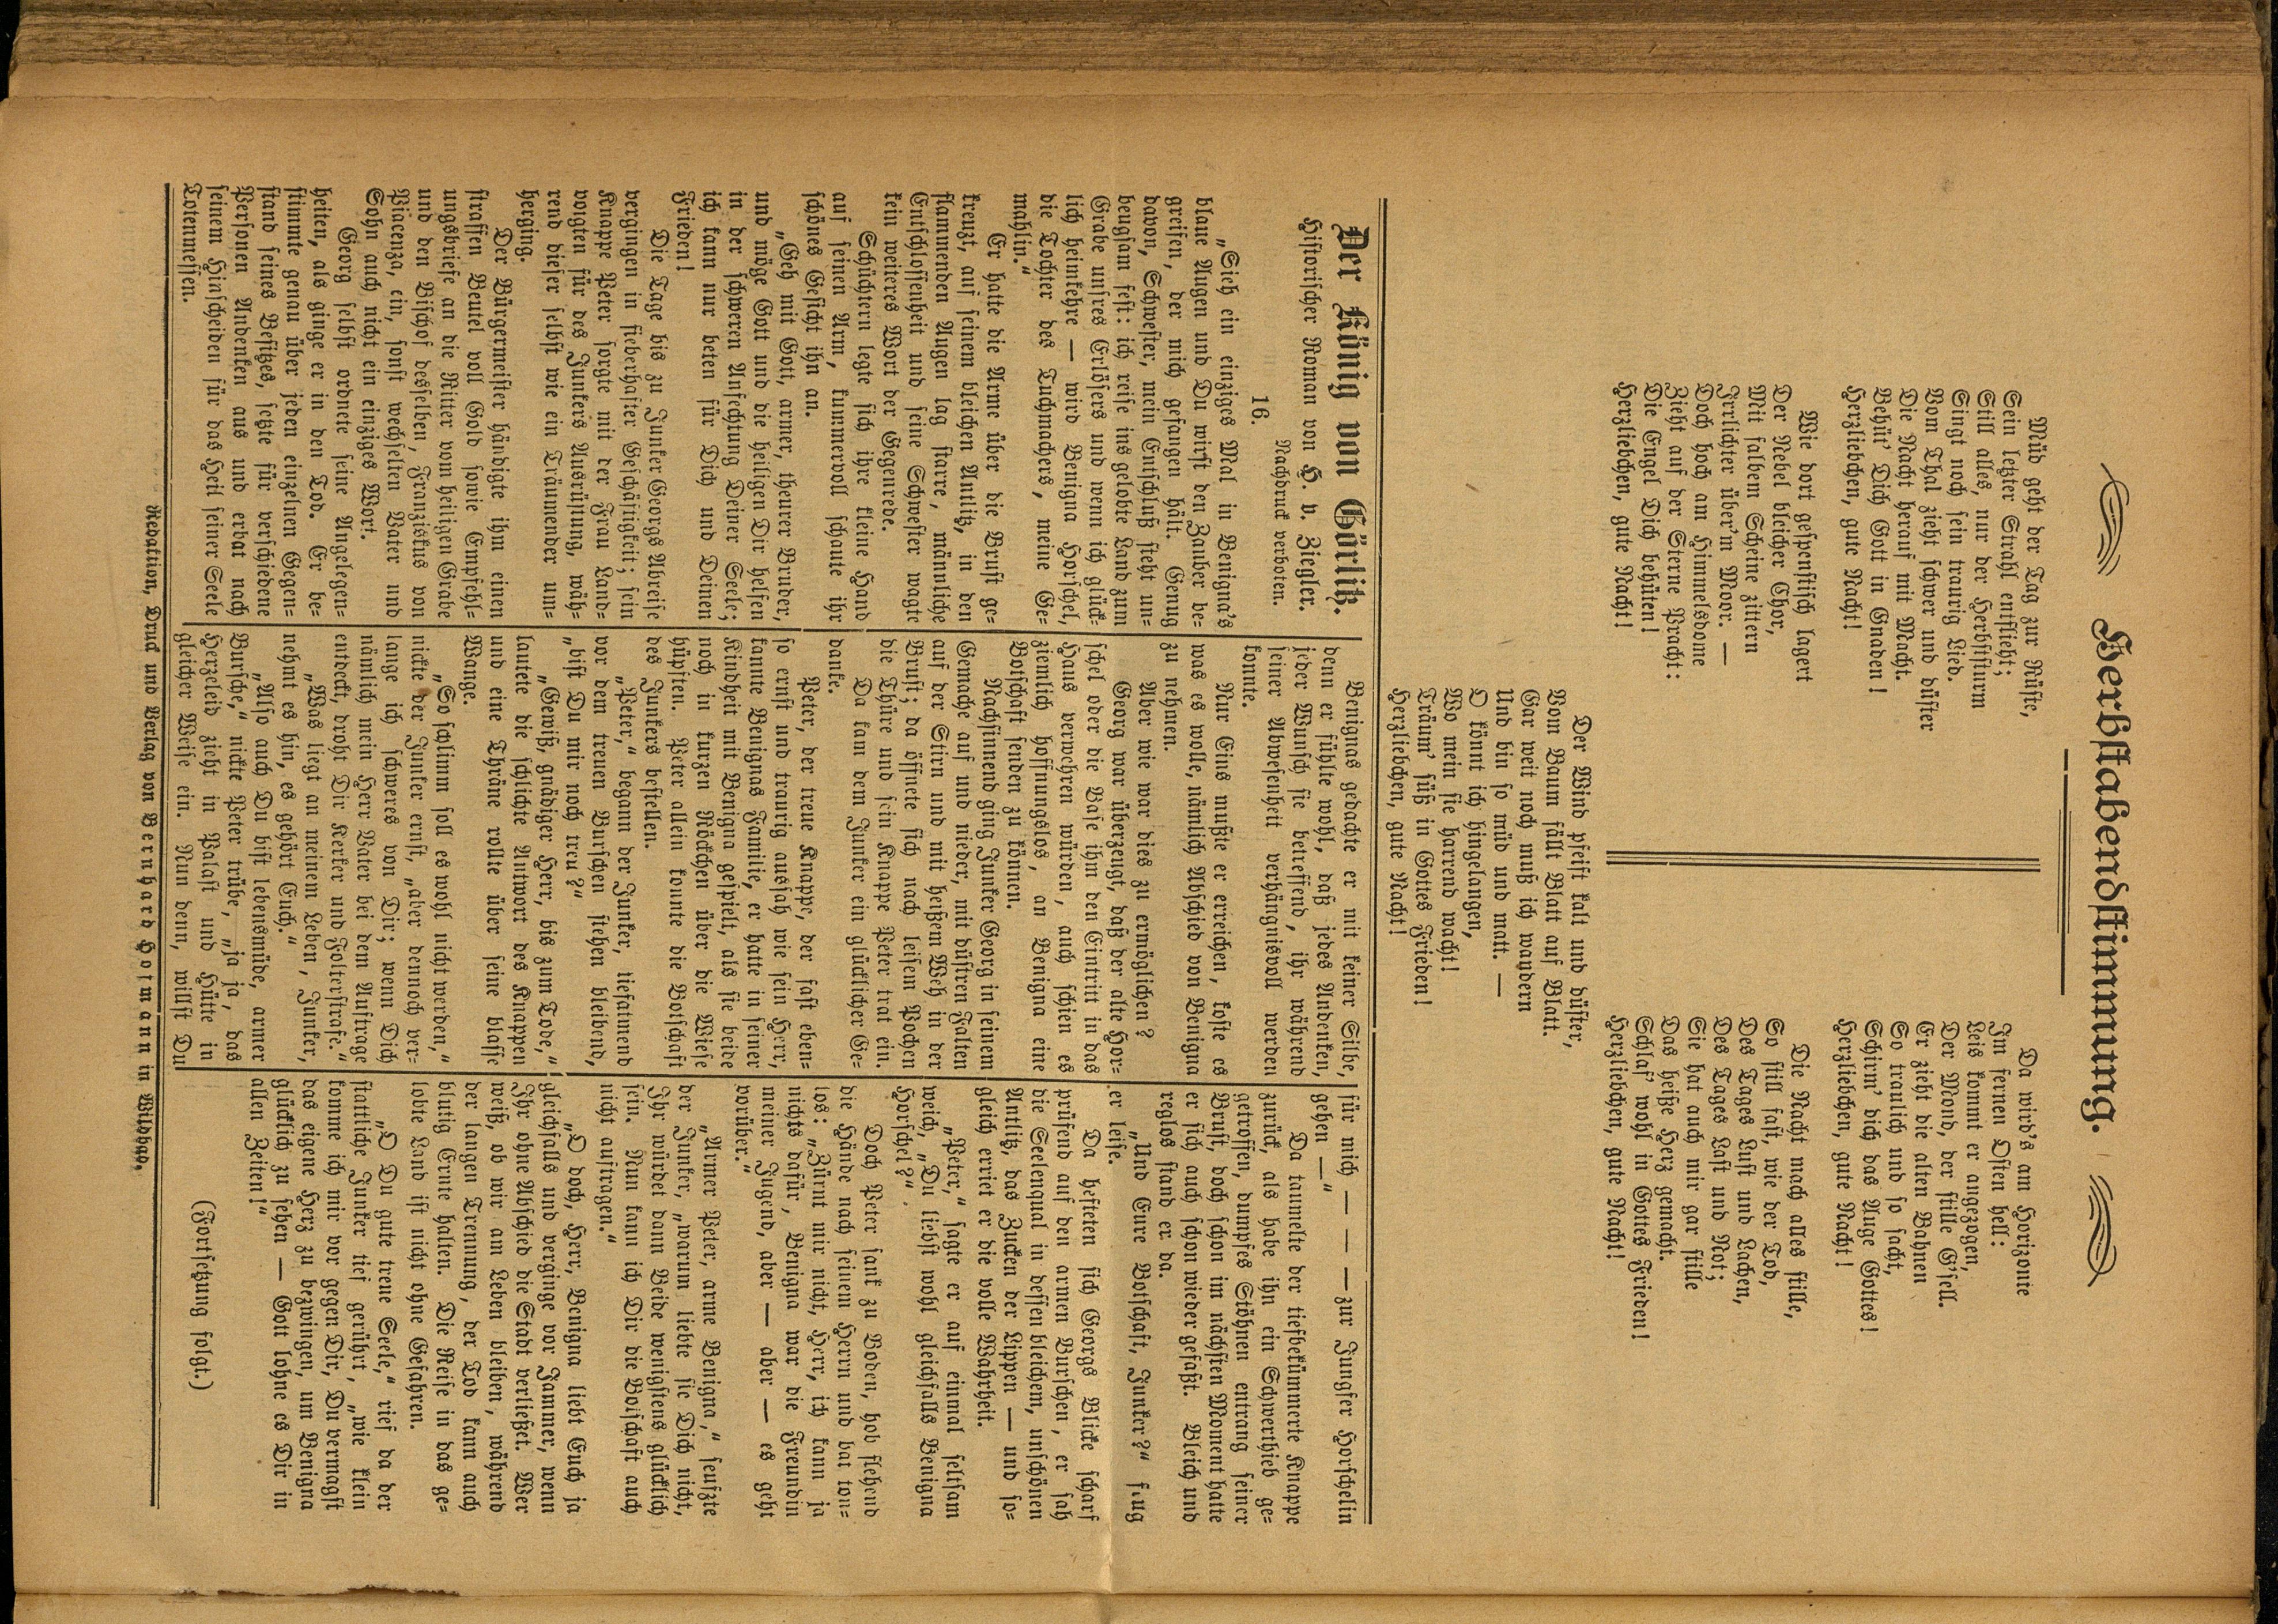 Herbstabendstimmung.
Müd geht der Tag zur Rüste,
Sein letzter Strahl entflieht;
Still alles, nur der Herbststurm
Singt noch sein traurig Lied.
Vom Thal zieht schwer und düster
Die Nacht herauf mit Macht.
Behüt' Dich Gott in Gnaden!
Herzliebchen, gute Nacht!
Wie dort gespenstisch lagert
Der Nebel bleicher Chor,
Mit falbem Scheine zittern
Irrlichter über'm Moor. —
Doch hoch am Himmelsdome
Zieht auf der Sterne Pracht:
Die Engel Dich behüten!
Herzliebchen, gute Nacht!
Da wird's am Horizonte
Im fernen Osten hell:
Leis kommt er angezogen,
Der Mond, der stille G'sell.
Er zieht die alten Bahnen
So traulich und so sacht,
Schirm' dich das Auge Gottes!
Herzliebchen, gute Nacht!
Die Nacht mach alles stille,
So still fast, wie der Tod,
Des Tages Lust und Lachen,
Des Tages Last und Not;
Sie hat auch mir gar stille
Das heiße Herz gemacht.
Schlaf' wohl in Gottes Frieden!
Herzliebchen, gute Nacht!
Der Wind pfeift kalt und düster,
Vom Baum fällt Blatt auf Blatt.
Gar weit noch muß ich wandern
Und bin so müd und matt. —
O könnt ich hingelangen,
Wo mein sie harrend wacht!
Träum' süß in Gottes Frieden!
Herzliebchen, gute Nacht!
Der König von Görlitz.
Historischer Roman von H. v. Ziegler.
Nachdruck verboten.
16.
„Sieh ein einziges Mal in Benigna's
blaue Augen und Du wirst den Zauber be-
greifen, der mich gefangen hält. Genug
davon, Schwester, mein Entschluß steht un-
beugsam fest: ich reise ins gelobte Land zum
Grabe unsres Erlösers und wenn ich glück-
lich heimkehre — wird Benigna Horschel,
die Tochter des Tuchmachers, meine Ge-
mahlin.“
Er hatte die Arme über die Brust ge-
kreuzt, auf seinem bleichen Antlitz, in den
flammenden Augen lag starre, männliche
Entschlossenheit und seine Schwester wagte
kein weiteres Wort der Gegenrede.
Schüchtern legte sich ihre kleine Hand
auf seinen Arm, kummervoll schaute ihr
schönes Gesicht ihn an.
„Geh mit Gott, armer, theurer Bruder,
und möge Gott und die heiligen Dir helfen
in der schweren Anfechtung Deiner Seele;
ich kann nur beten für Dich und Deinen
Frieden!
Die Tage bis zu Junker Georgs Abreise
vergingen in fieberhafter Geschäftigkeit; sein
Knappe Peter sorgte mit der Frau Land-
voigten für des Junkers Ausrüstung, wäh-
rend dieser selbst wie ein Träumender um-
herging.
Der Bürgermeister händigte ihm einen
straffen Beutel voll Gold sowie Empfehl-
ungsbriefe an die Ritter vom heiligen Grabe
und den Bischof desselben, Franziskus von
Piacenza, ein, sonst wechselten Vater und
Sohn auch nicht ein einziges Wort.
Georg selbst ordnete seine Angelegen-
heiten, als ginge er in den Tod. Er be-
stimmte genau über jeden einzelnen Gegen-
stand seines Besitzes, setzte für verschiedene
Personen Andenken aus und erbat nach
seinem Hinscheiden für das Heil seiner Seele
Totenmessen.
Benignas gedachte er mit keiner Silbe,
denn er fühlte wohl, daß jedes Andenken,
jeder Wunsch sie betreffend, ihr während
seiner Abwesenheit verhängnisvoll werden
konnte.
Nur Eins mußte er erreichen, koste es
was es wolle, nämlich Abschied von Benigna
zu nehmen.
Aber wie war dies zu ermöglichen?
Georg war überzeugt, daß der alte Hor-
schel oder die Base ihm den Eintritt in das
Haus verwehren würden, auch schien es
ziemlich hoffnungslos, an Benigna eine
Botschaft senden zu können.
Nachsinnend ging Junker Georg in seinem
Gemache auf und nieder, mit düstren Falten
auf der Stirn und mit heißem Weh in der
Brust; da öffnete sich nach leisem Pochen
die Thüre und sein Knappe Peter trat ein.
Da kam dem Junker ein glücklicher Ge-
danke.
Peter, der treue Knappe, der fast eben-
so ernst und traurig aussah wie sein Herr,
kannte Benignas Familie, er hatte in seiner
Kindheit mit Benigna gespielt, als sie beide
noch in kurzen Röckchen über die Wiese
hüpften. Peter allein konnte die Botschaft
des Junkers bestellen.
„Peter,“ begann der Junker, tiefatmend
vor dem treuen Burschen stehen bleibend,
„bist Du mir noch treu?“
„Gewiß, gnädiger Herr, bis zum Tode,“
lautete die schlichte Antwort des Knappen
und eine Thräne rollte über seine blasse
Wange.
„So schlimm soll es wohl nicht werden,“
nickte der Junker ernst, „aber dennoch ver-
lange ich schweres von Dir; wenn Dich
nämlich mein Herr Vater bei dem Auftrage
entdeckt, droht Dir Kerker und Folterstrafe.“
„Was liegt an meinem Leben, Junker,
nehmt es hin, es gehört Euch.“
„Also auch Du bist lebensmüde, armer
Bursche,“ nickte Peter trübe, „ja ja, das
Herzeleid zieht in Palast und Hütte in
gleicher Weise ein. Nun denn, willst Du
für mich — — — zur Jungfer Horschelin
gehen —“
Da taumelte der tiefbekümmerte Knappe
zurück, als habe ihn ein Schwerthieb ge-
getroffen, dumpfes Stöhnen entrang seiner
Brust, doch schon im nächsten Moment hatte
er sich auch schon wieder gefaßt. Bleich und
reglos stand er da.
„Und Eure Botschaft, Junker?“ frug
er leise.
Da hefteten sich Georgs Blicke scharf
prüfend auf den armen Burschen, er sah
die Seelenqual in dessen bleichem, unschönen
Antlitz, das Zucken der Lippen — und so-
gleich erriet er die volle Wahrheit.
„Peter,“ sagte er auf einmal seltsam
weich, „Du liebst wohl gleichfalls Benigna
Horschel?“
Doch Peter sank zu Boden, hob flehend
die Hände nach seinem Herrn und bat ton-
los: „Zürnt mir nicht, Herr, ich kann ja
nichts dafür, Benigna war die Freundin
meiner Jugend, aber — aber — es geht
vorüber.“
„Armer Peter, arme Benigna,“ seufzte
der Junker, „warum liebte sie Dich nicht,
Ihr würdet dann Beide wenigstens glücklich
sein. Nun kann ich Dir die Botschaft auch
nicht auftragen.“
„O doch, Herr, Benigna liebt Euch ja
gleichfalls und verginge vor Jammer, wenn
Ihr ohne Abschied die Stadt verließet. Wer
weiß, ob wir am Leben bleiben, während
der langen Trennung, der Tod kann auch
blutig Ernte halten. Die Reise in das ge-
lobte Land ist nicht ohne Gefahren.
„O Du gute treue Seele,“ rief da der
stattliche Junker tief gerührt, „wie klein
komme ich mir vor gegen Dir, Du vermagst
das eigene Herz zu bezwingen, um Benigna
glücklich zu sehen — Gott lohne es Dir in
allen Zeiten!“
(Fortsetzung folgt.)
Redaktion, Druck und Verlag von Bernhard Hofmann in Wildbad.